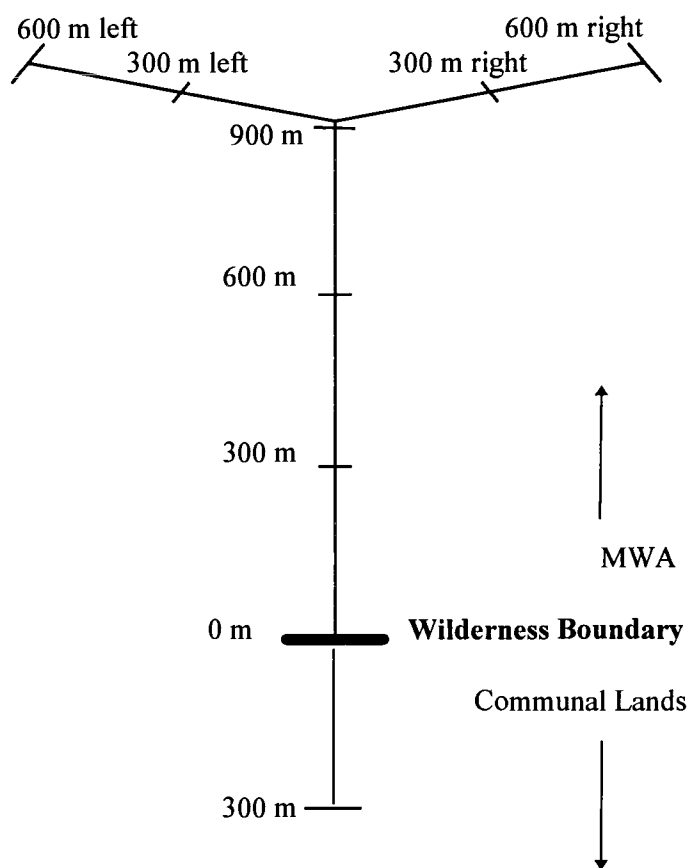 600 m left
600 m right
300 m left
300 m right
900 m
600 m
300 m
MWA
0 m
Wilderness Boundary
Communal Lands
300 m